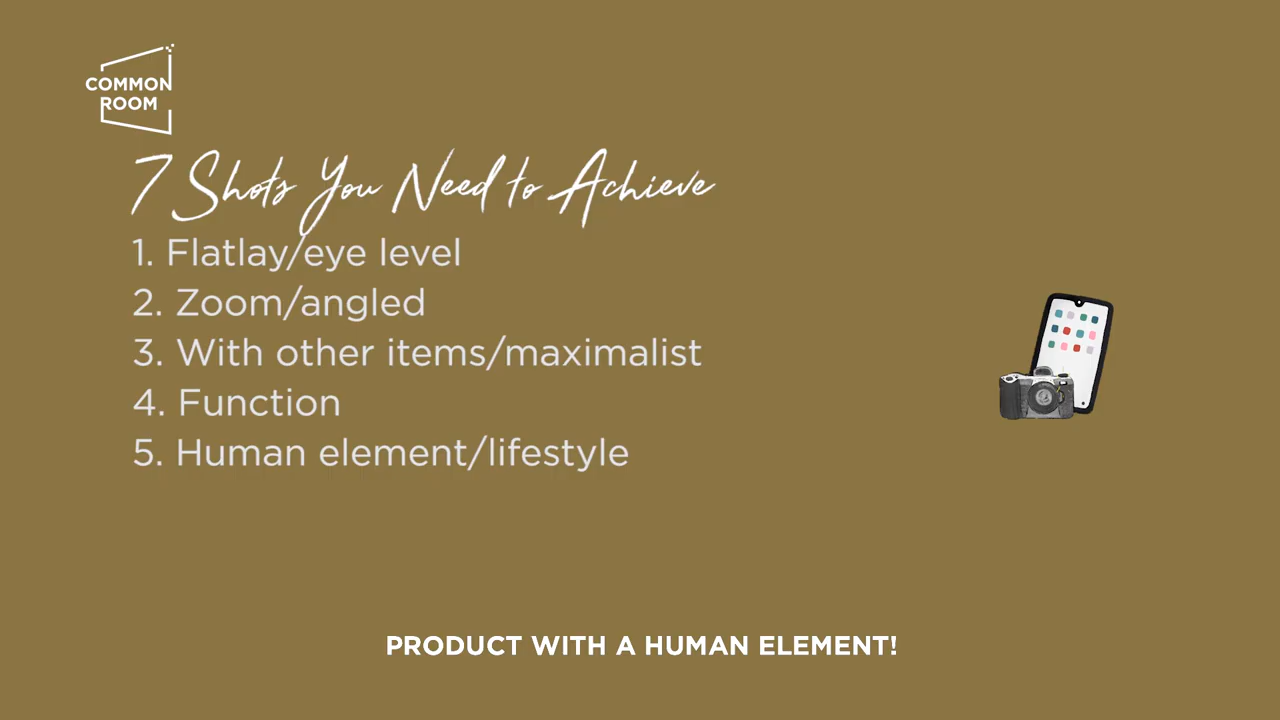 COMMON
ROOM
7 Shots You Need to Achieve
1. Flatlay/eye level
2. Zoom/angled
3. With other items/maximalist
4. Function
5. Human element/lifestyle
PRODUCT WITH A HUMAN ELEMENT!